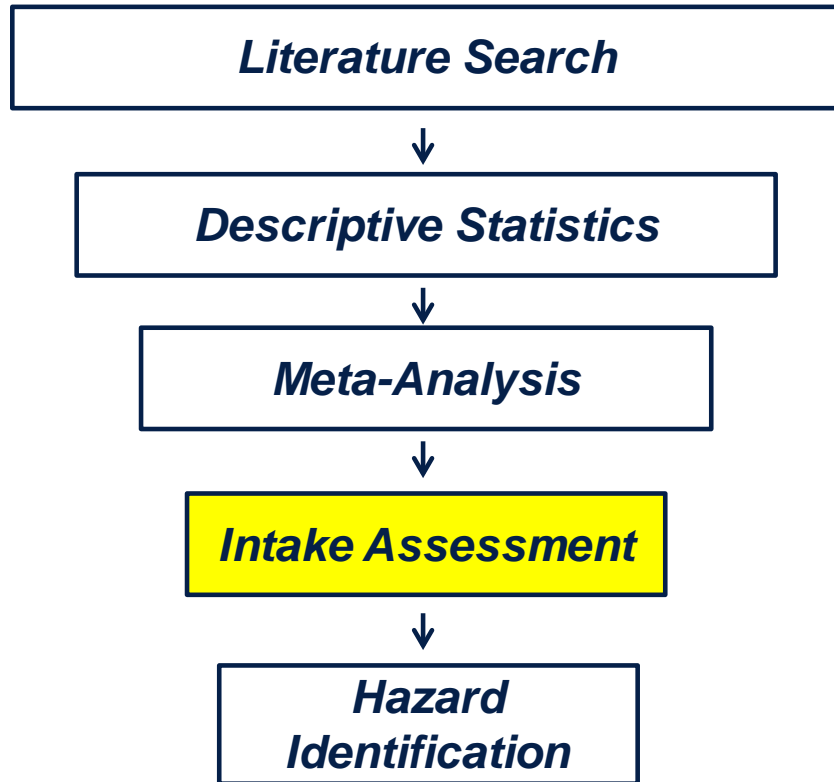 Literature Search
Descriptive Statistics
Meta-Analysis
Intake Assessment
Hazard
Identification